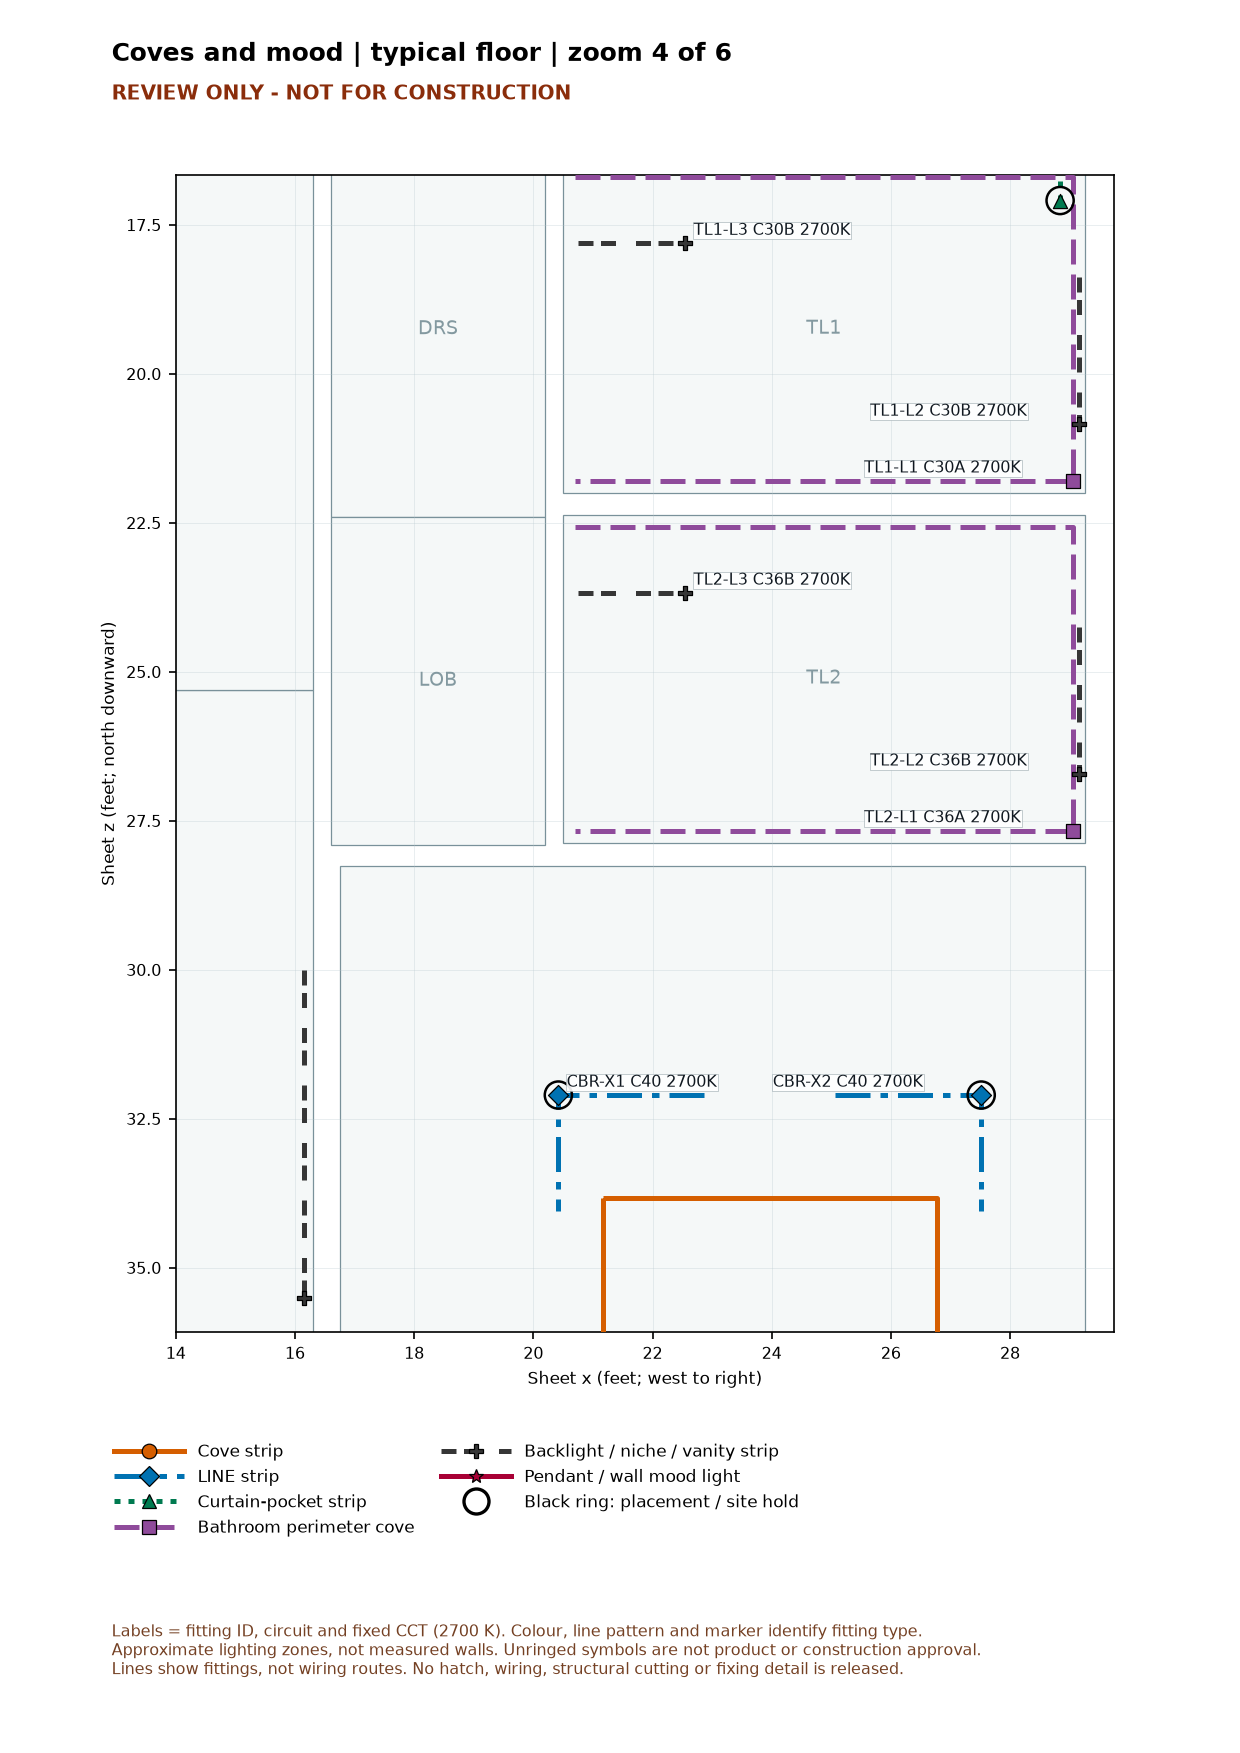 Coves and mood | typical floor | zoom 4 of 6
REVIEW ONLY - NOT FOR CONSTRUCTION
17.5
TL1-L3 C30B 2700K
DRS
TL1
20.0
TL1-L2 C30B 2700K
TL1-L1 C30A 2700K
22.5
TL2-L3 C36B 2700K
25.0
LOB
TL2
TL2-L2 C36B 2700K
27.5
TL2-L1 C36A 2700K
Sheet z (feet; north downward)
30.0
CBR-X1 C40 2700K
CBR-X2 C40 2700K
32.5
35.0
14 16 18 20 22 24 26 28
Sheet x (feet; west to right)
Cove strip
LINE strip
Curtain-pocket strip
Bathroom perimeter cove
Backlight / niche / vanity strip
Pendant / wall mood light
Black ring: placement / site hold
Labels = fitting ID, circuit and fixed CCT (2700 K). Colour, line pattern and marker identify fitting type.
Approximate lighting zones, not measured walls. Unringed symbols are not product or construction approval.
Lines show fittings, not wiring routes. No hatch, wiring, structural cutting or fixing detail is released.